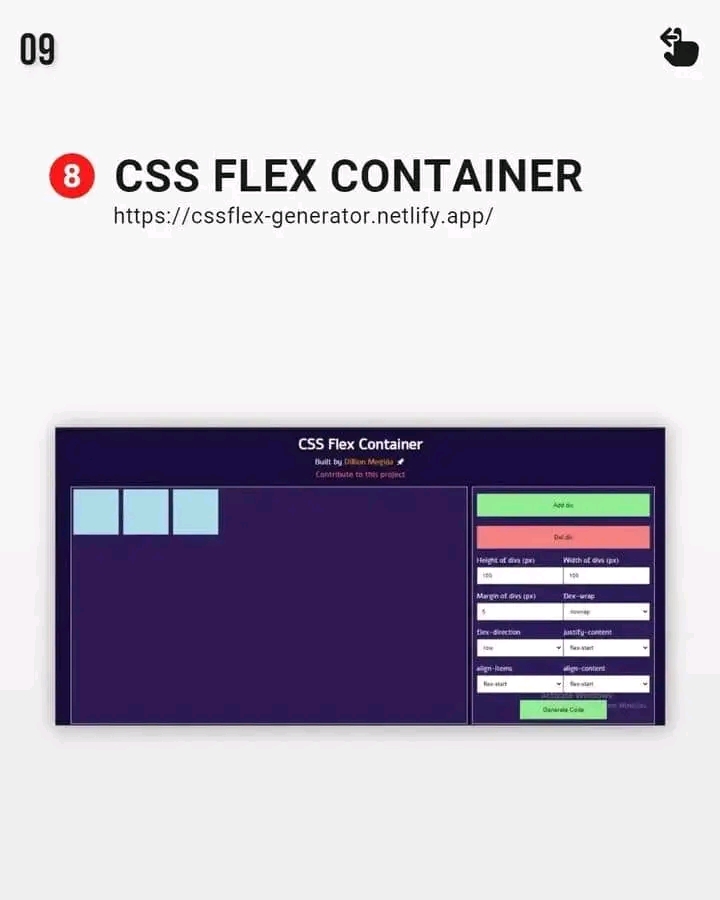 09
8 CSS FLEX CONTAINER
https://cssflex-generator.netlify.app/
CSS Flex Container
Built by Dillion Megida
Contribute to this project
Add div
Del div
Height of divs (px) Width of divs (px)
100 100
Margin of divs (px) flex-wrap
5 nowrap
flex-direction justify-content
row flex-start
align-items align-content
flex-start flex-start
Activate Windows
Generate Code